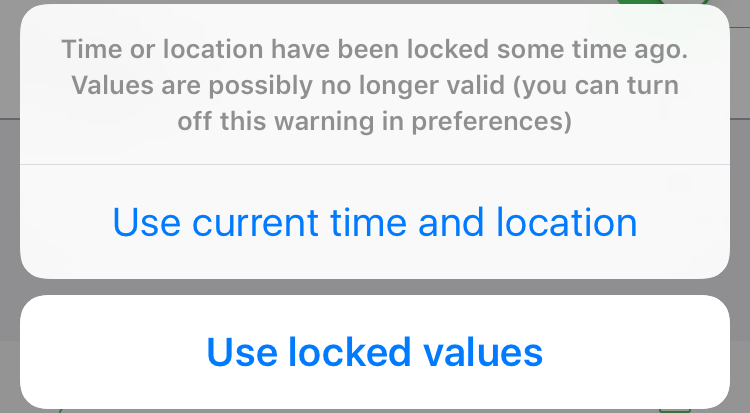 Time or location have been locked some time ago.
Values are possibly no longer valid (you can turn
off this warning in preferences)
Use current time and location
Use locked values